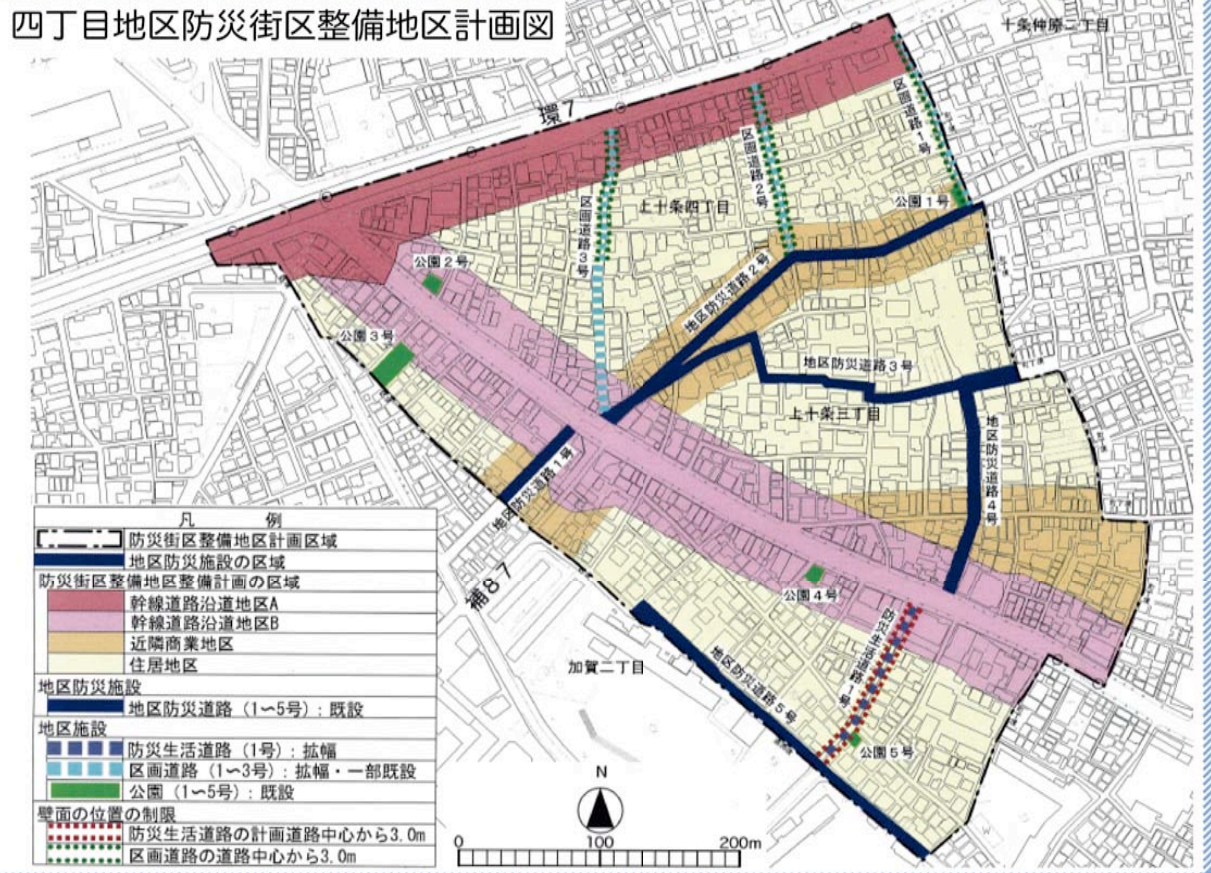 四丁目地区防災街区整備地区計画図
十条仲原二丁目
環7
区画道路1号
区画道路2号
区画道路3号
上十条四丁目
公園1号
公園2号
地区防災道路2号
公園3号
地区防災道路3号
上十条三丁目
地区防災道路4号
地区防災道路1号
補87
公園4号
防災生活道路1号
加賀二丁目
地区防災道路5号
公園5号
凡 例
防災街区整備地区計画区域
地区防災施設の区域
防災街区整備地区整備計画の区域
幹線道路沿道地区A
幹線道路沿道地区B
近隣商業地区
住居地区
地区防災施設
地区防災道路(1〜5号):既設
地区施設
防災生活道路(1号):拡幅
区画道路(1〜3号):拡幅・一部既設
公園(1〜5号):既設
壁面の位置の制限
防災生活道路の計画道路中心から3.0m
区画道路の道路中心から3.0m
N
0 100 200m